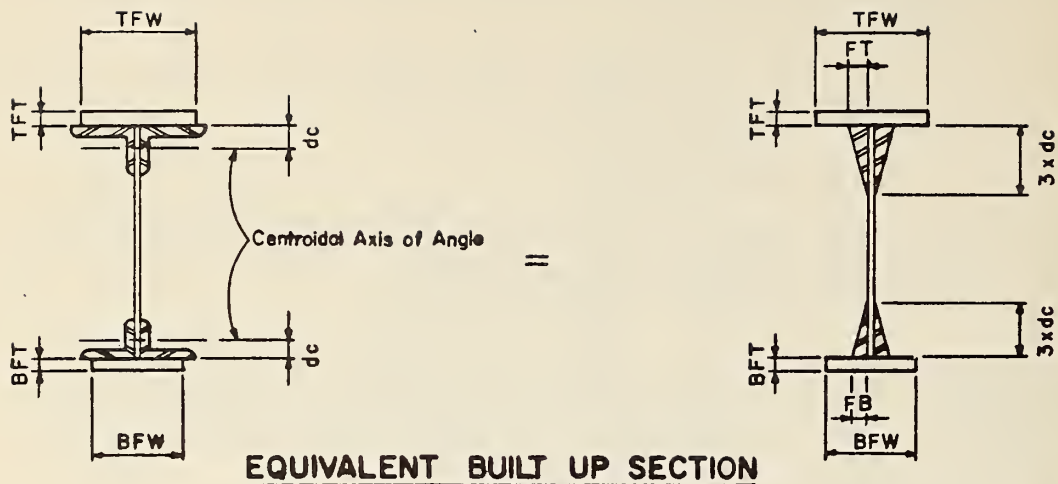 TFW
TFT
dc
Centroidal Axis of Angle
dc
BFT
BFW
=
TFW
FT
TFT
3 x dc
3 x dc
BFT
FB
BFW
EQUIVALENT BUILT UP SECTION